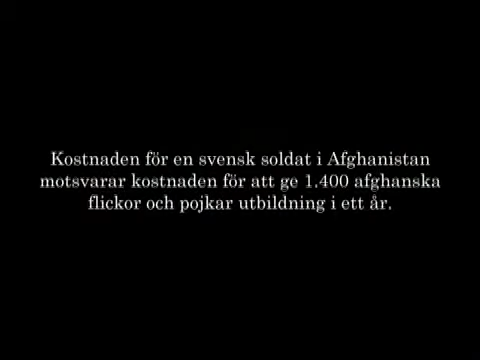 Kostnaden för en svensk soldat i Afghanistan
motsvarar kostnaden för att ge 1.400 afghanska
flickor och pojkar utbildning i ett år.